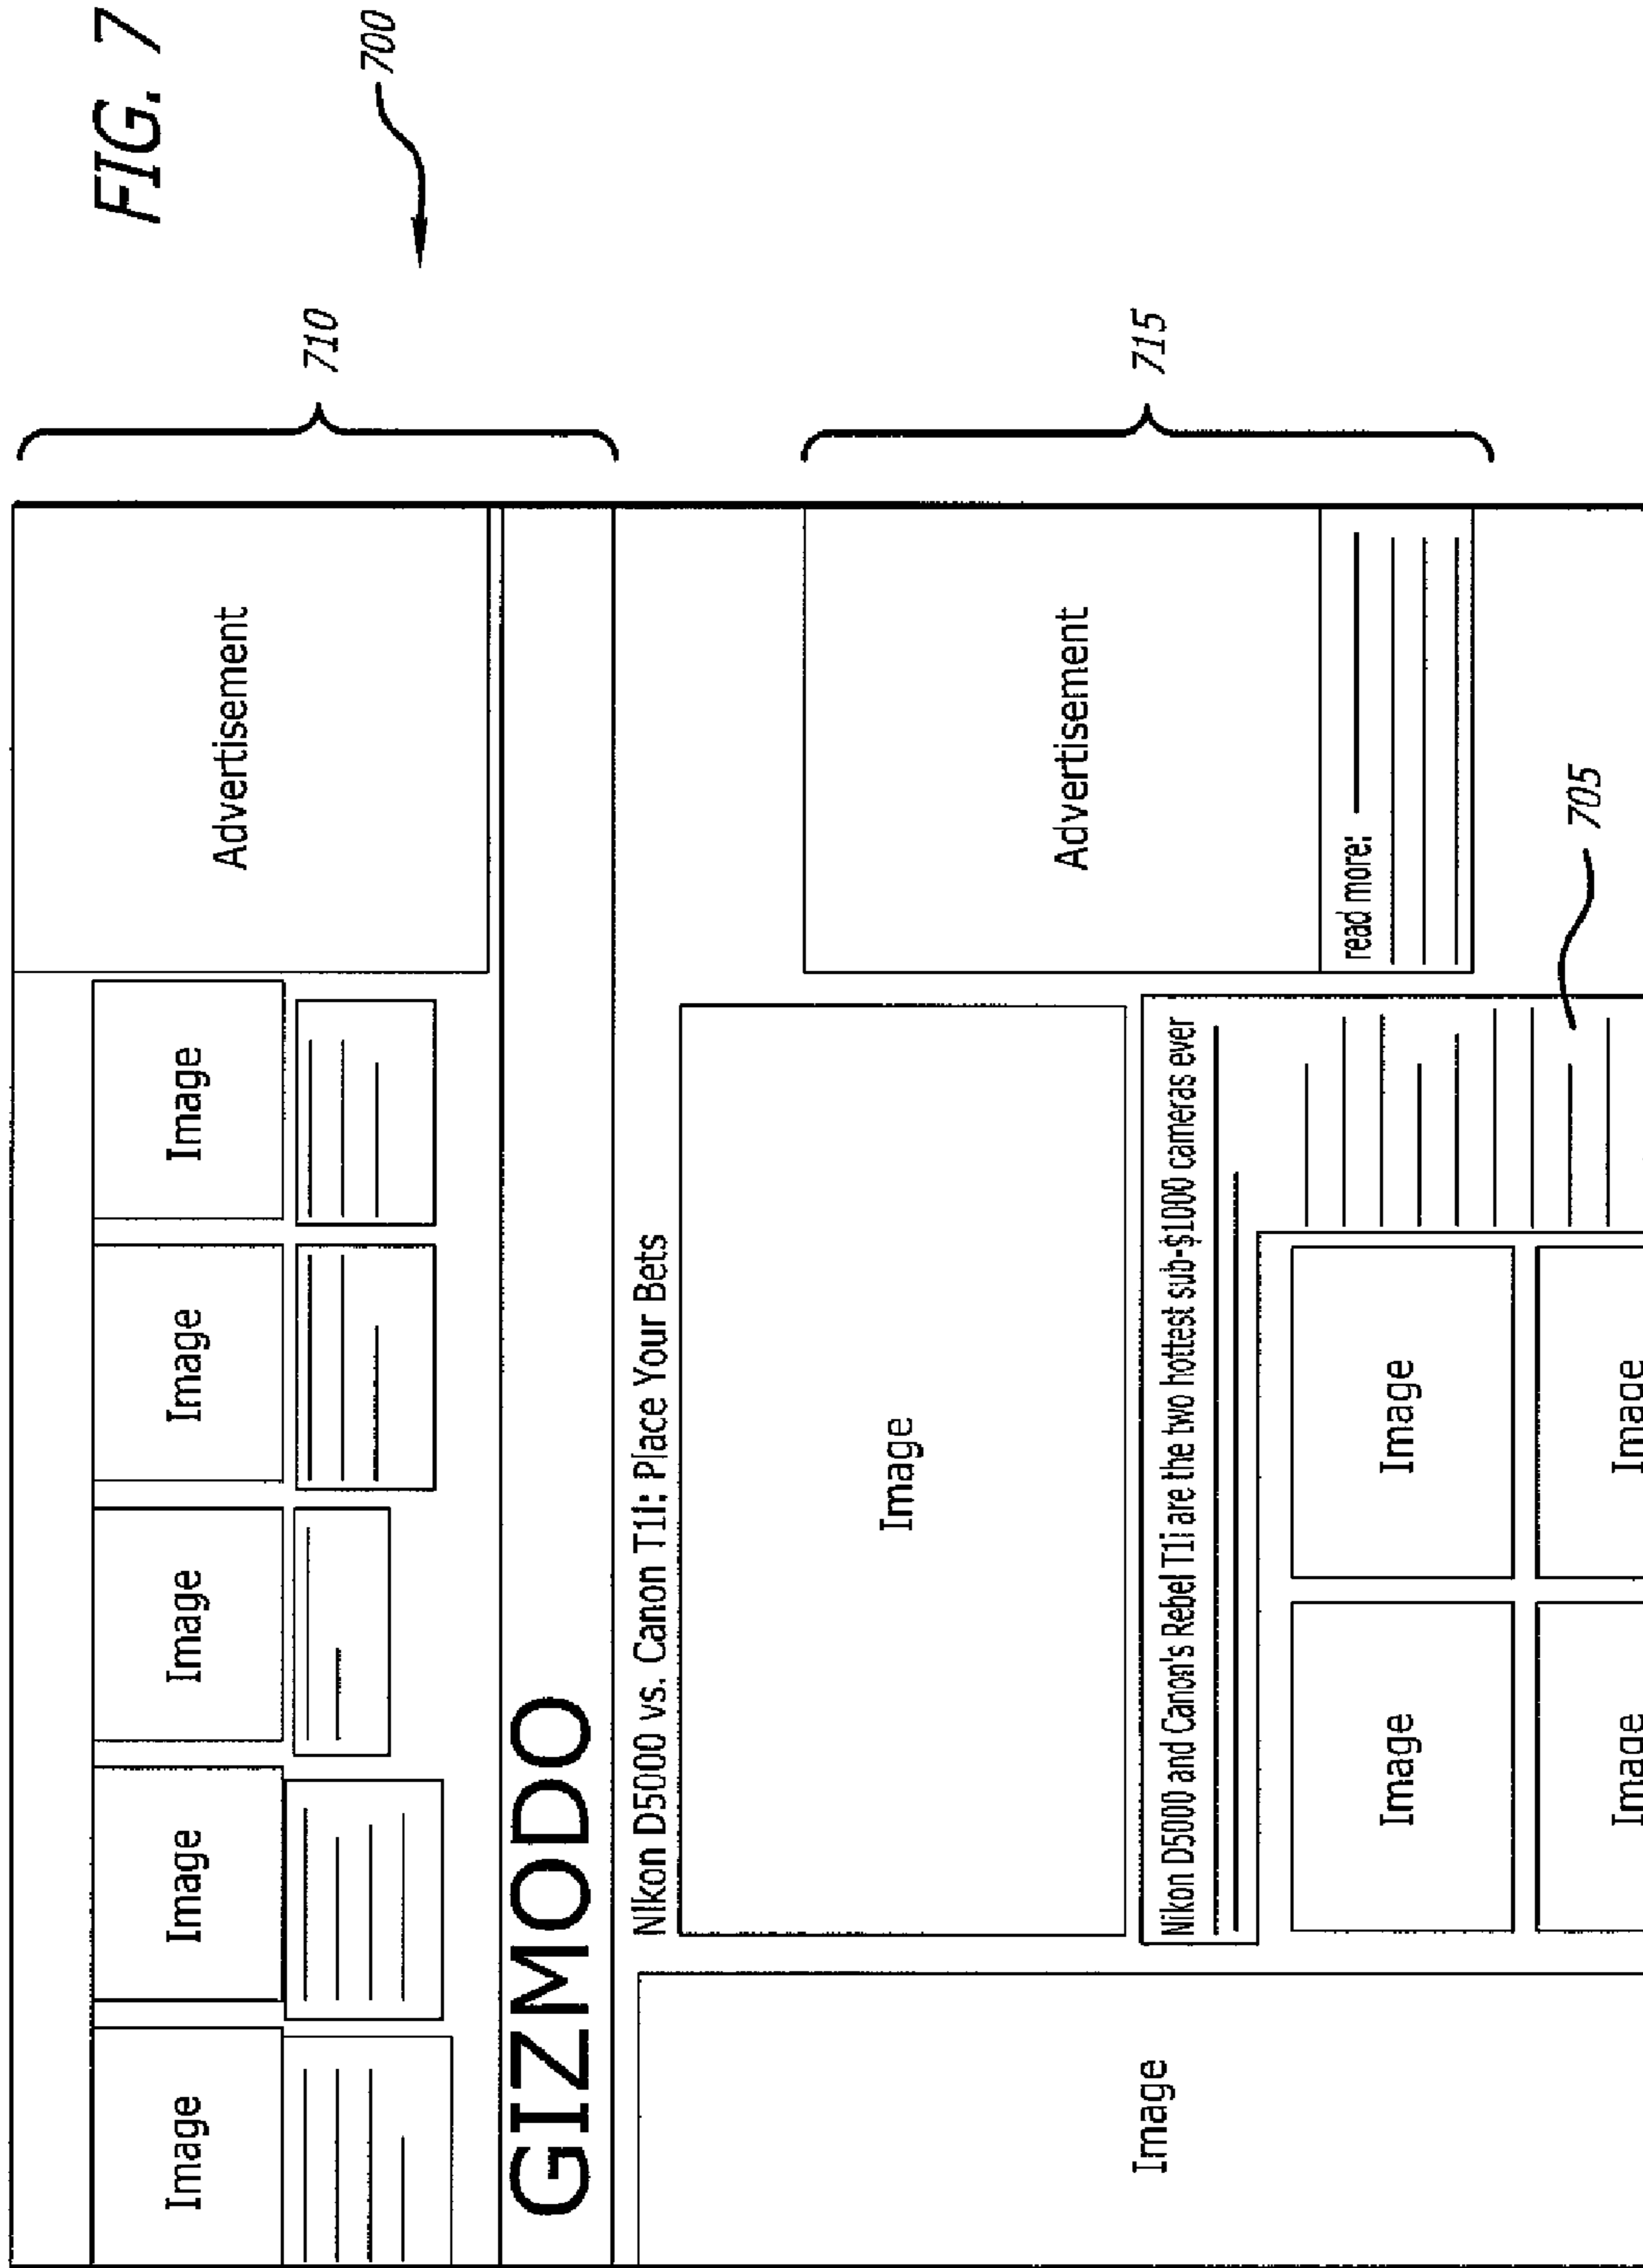 FIG. 7
Image Image Image Image Image
Advertisement
710
700
GIZMODO
Nikon D5000 vs. Canon T1i: Place Your Bets
Image
Advertisement
715
Image
Nikon D5000 and Canon's Rebel T1i are the two hottest sub-$1000 cameras ever
read more:
Image Image
705
Image Image